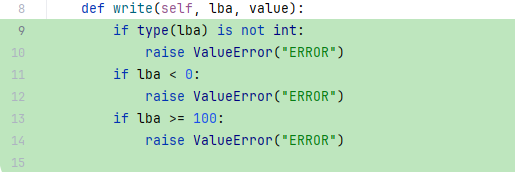 8 def write(self, lba, value):
9 if type(lba) is not int:
10 raise ValueError("ERROR")
11 if lba < 0:
12 raise ValueError("ERROR")
13 if lba >= 100:
14 raise ValueError("ERROR")
15